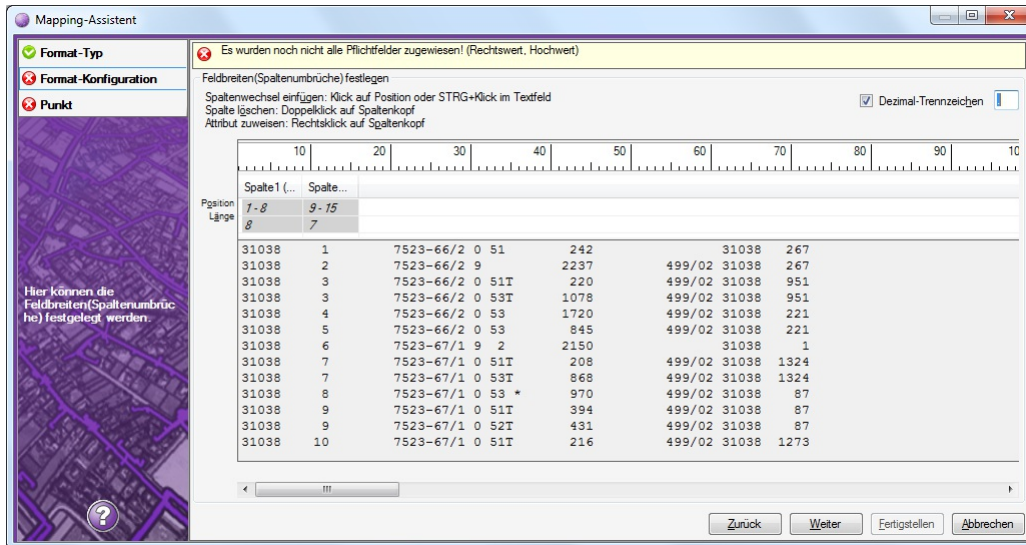 Mapping-Assistent
Format-Typ
Format-Konfiguration
Punkt
Hier können die
Feldbreiten(Spaltenumbrüc
he) festgelegt werden.
Es wurden noch nicht alle Pflichtfelder zugewiesen! (Rechtswert, Hochwert)
Feldbreiten(Spaltenumbrüche) festlegen
Spaltenwechsel einfügen: Klick auf Position oder STRG+Klick im Textfeld
Spalte löschen: Doppelklick auf Spaltenkopf
Attribut zuweisen: Rechtsklick auf Spaltenkopf
Dezimal-Trennzeichen
10 20 30 40 50 60 70 80 90 10
Spalte1 (... Spalte...
Position 1 - 8 9 - 15
Länge 8 7
31038 1 7523-66/2 0 51 242 31038 267
31038 2 7523-66/2 9 2237 499/02 31038 267
31038 3 7523-66/2 0 51T 220 499/02 31038 951
31038 3 7523-66/2 0 53T 1078 499/02 31038 951
31038 4 7523-66/2 0 53 1720 499/02 31038 221
31038 5 7523-66/2 0 53 845 499/02 31038 221
31038 6 7523-67/1 9 2 2150 31038 1
31038 7 7523-67/1 0 51T 208 499/02 31038 1324
31038 7 7523-67/1 0 53T 868 499/02 31038 1324
31038 8 7523-67/1 0 53 * 970 499/02 31038 87
31038 9 7523-67/1 0 51T 394 499/02 31038 87
31038 9 7523-67/1 0 52T 431 499/02 31038 87
31038 10 7523-67/1 0 51T 216 499/02 31038 1273
Zurück Weiter Fertigstellen Abbrechen